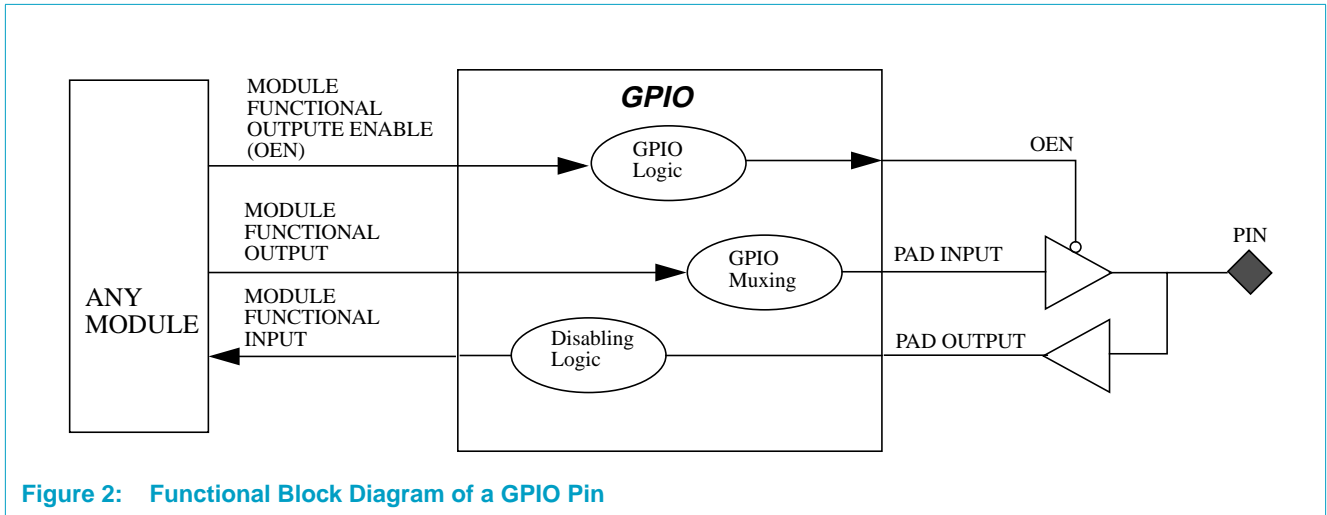 MODULE
FUNCTIONAL
OUTPUTE ENABLE
(OEN)
GPIO
GPIO
Logic
OEN
MODULE
FUNCTIONAL
OUTPUT
GPIO
Muxing
PAD INPUT
PIN
ANY
MODULE
MODULE
FUNCTIONAL
INPUT
Disabling
Logic
PAD OUTPUT
Figure 2: Functional Block Diagram of a GPIO Pin